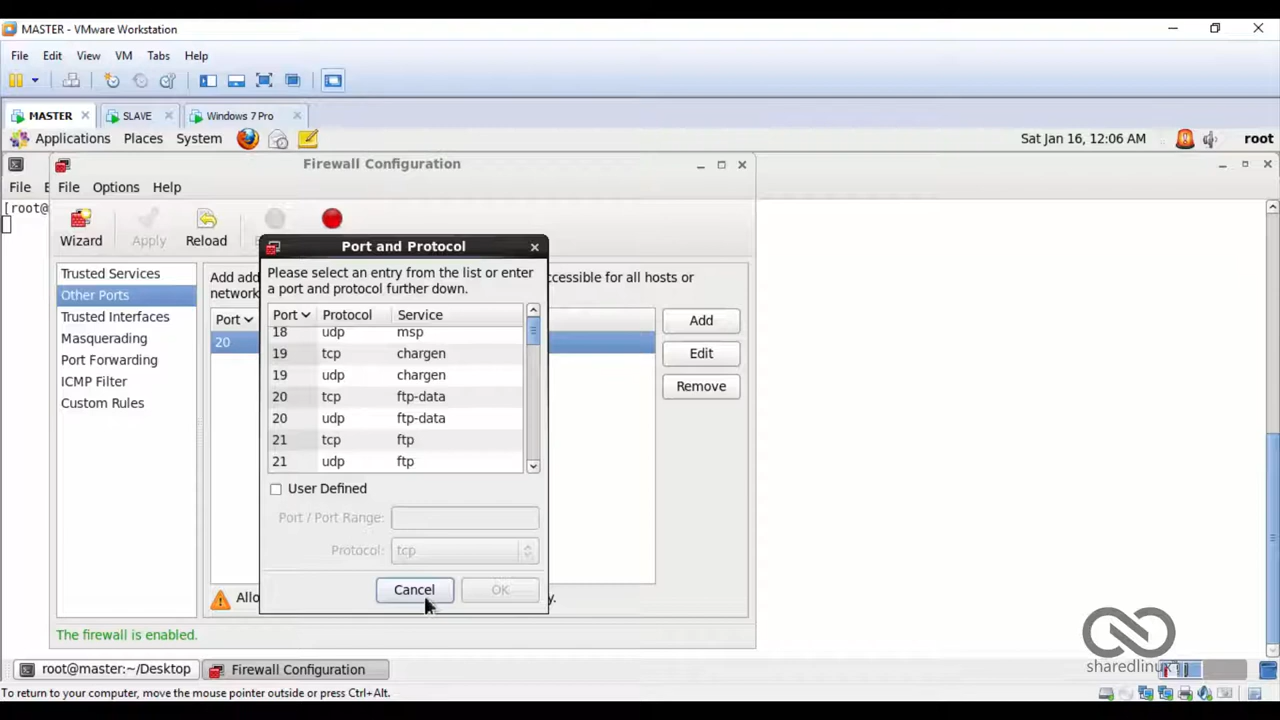 MASTER - VMware Workstation
File Edit View VM Tabs Help
MASTER SLAVE Windows 7 Pro
Applications Places System Sat Jan 16, 12:06 AM root
Firewall Configuration
File
File Options Help
[root@
Wizard Apply Reload
Port and Protocol
Please select an entry from the list or enter
a port and protocol further down.
Trusted Services
Other Ports
Trusted Interfaces
Masquerading
Port Forwarding
ICMP Filter
Custom Rules
Add add
networ
cessible for all hosts or
Port
20
Port Protocol Service
18 udp msp
19 tcp chargen
19 udp chargen
20 tcp ftp-data
20 udp ftp-data
21 tcp ftp
21 udp ftp
Add
Edit
Remove
User Defined
Port / Port Range:
Protocol: tcp
Cancel OK
Allo
y.
The firewall is enabled.
sharedlinux
root@master:~/Desktop Firewall Configuration
To return to your computer, move the mouse pointer outside or press Ctrl+Alt.